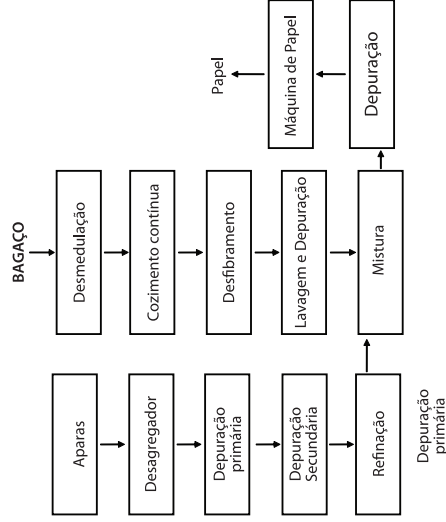 BAGAÇO
Desmedulação
Cozimento contínua
Desfibramento
Lavagem e Depuração
Mistura
Aparas
Desagregador
Depuração
primária
Depuração
Secundária
Refinação
Depuração
primária
Depuração
Máquina de Papel
Papel